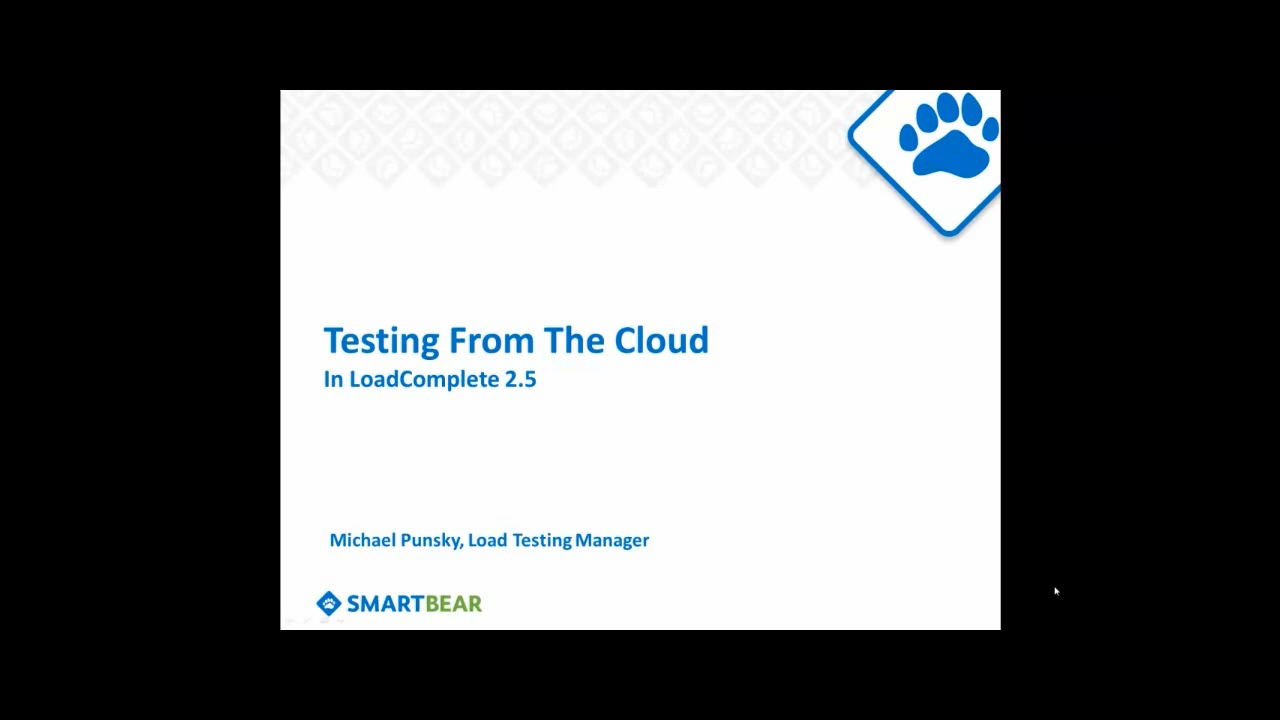 Testing From The Cloud
In LoadComplete 2.5
Michael Punsky, Load Testing Manager
SMARTBEAR